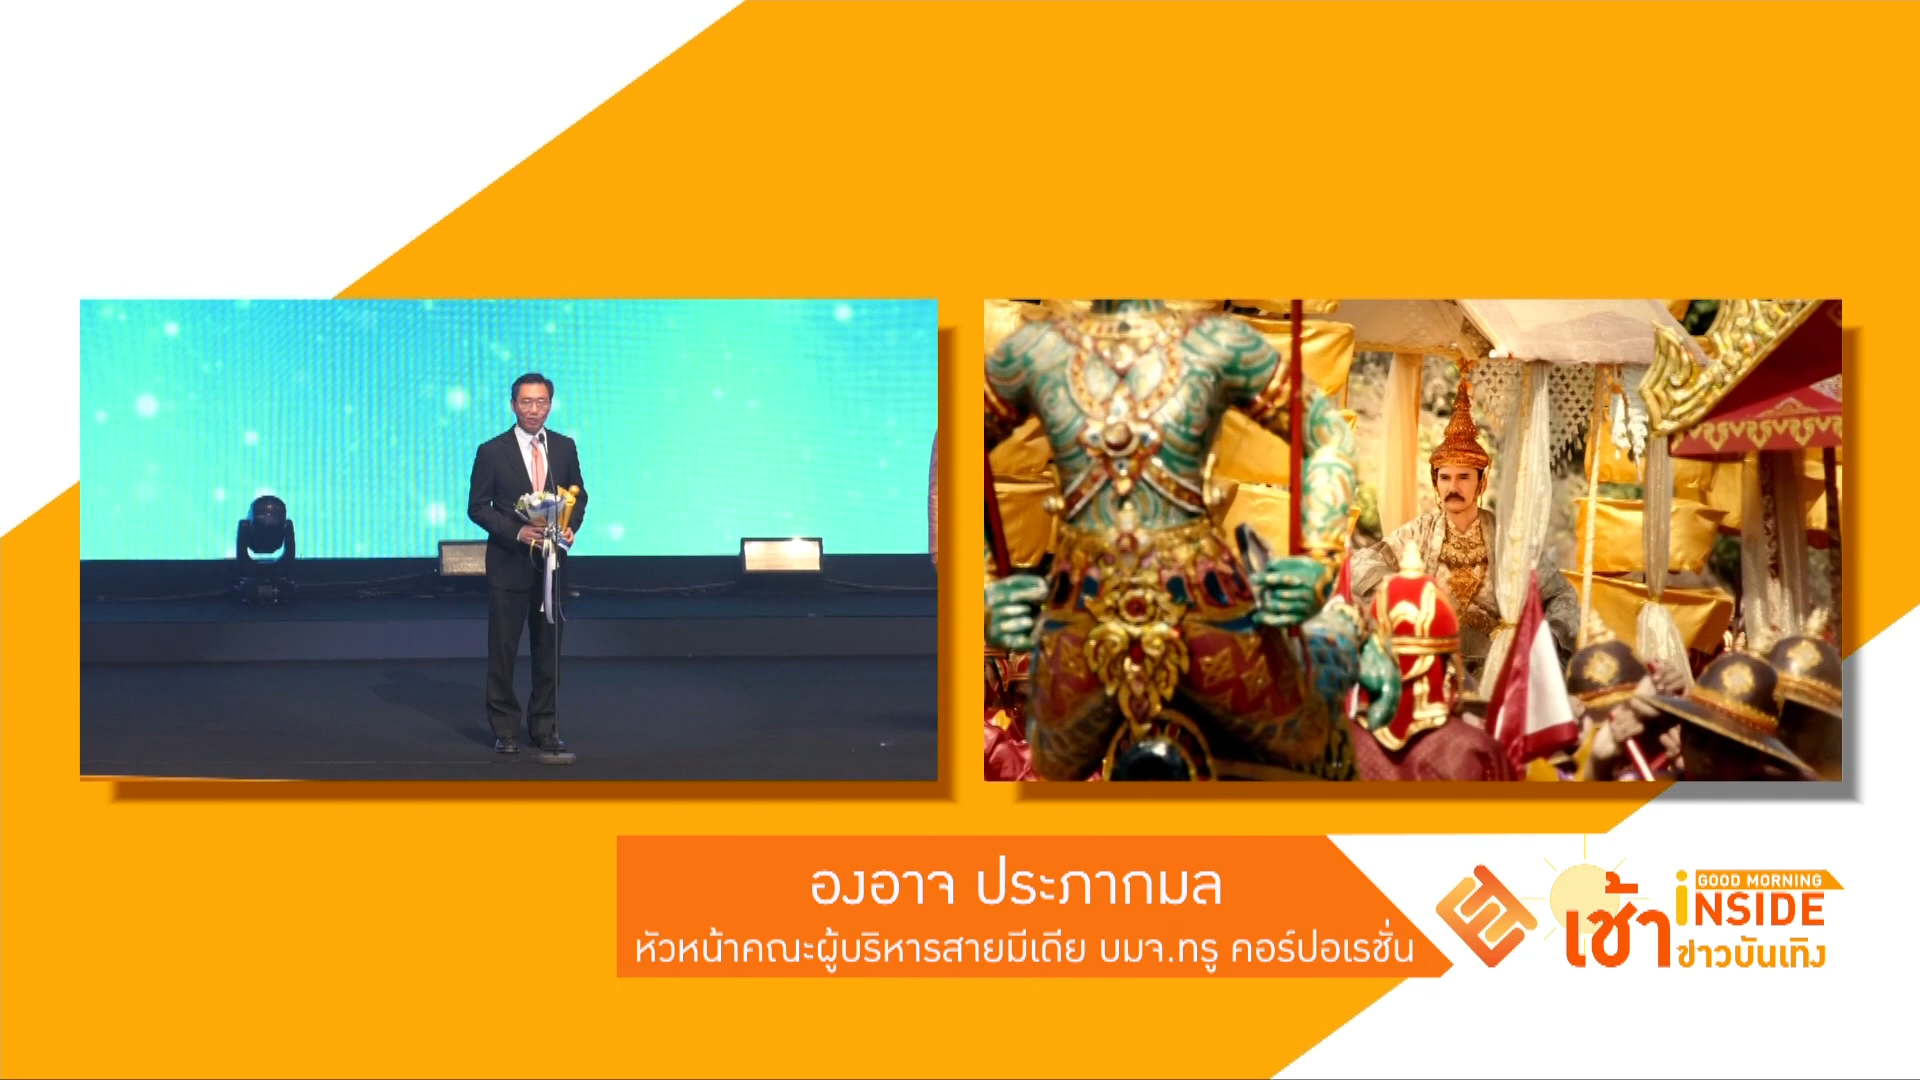 องอาจ ประภากมล
หัวหน้าคณะผู้บริหารสายมีเดีย บมจ.ทรู คอร์ปอเรชั่น
เช้า
GOOD MORNING
iNSIDE
ข่าวบันเทิง